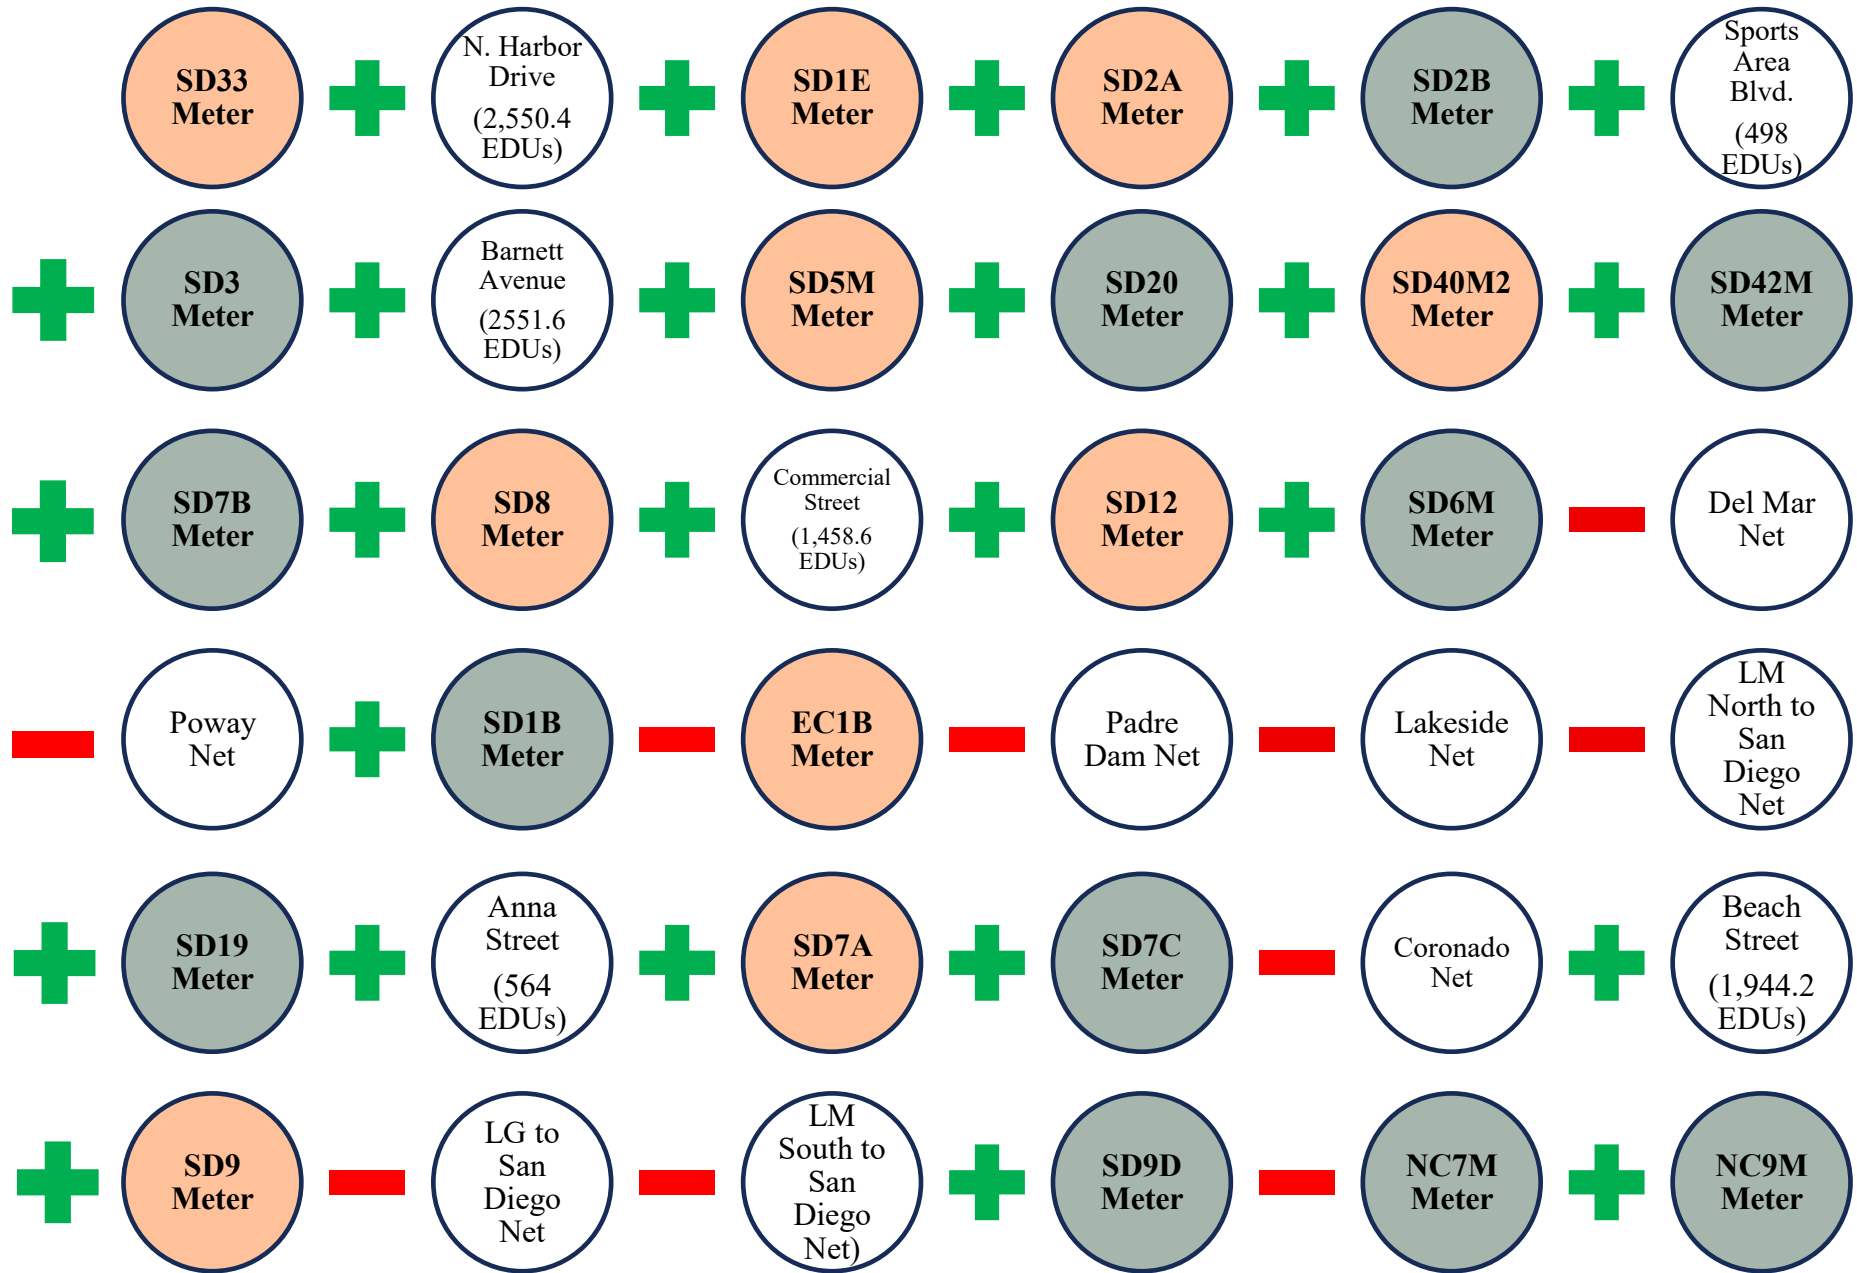 SD33
Meter
N. Harbor
Drive
(2,550.4
EDUs)
SD1E
Meter
SD2A
Meter
SD2B
Meter
Sports
Area
Blvd.
(498
EDUs)
SD3
Meter
Barnett
Avenue
(2551.6
EDUs)
SD5M
Meter
SD20
Meter
SD40M2
Meter
SD42M
Meter
SD7B
Meter
SD8
Meter
Commercial
Street
(1,458.6
EDUs)
SD12
Meter
SD6M
Meter
Del Mar
Net
Poway
Net
SD1B
Meter
EC1B
Meter
Padre
Dam Net
Lakeside
Net
LM
North to
San
Diego
Net
SD19
Meter
Anna
Street
(564
EDUs)
SD7A
Meter
SD7C
Meter
Coronado
Net
Beach
Street
(1,944.2
EDUs)
SD9
Meter
LG to
San
Diego
Net
LM
South to
San
Diego
Net)
SD9D
Meter
NC7M
Meter
NC9M
Meter